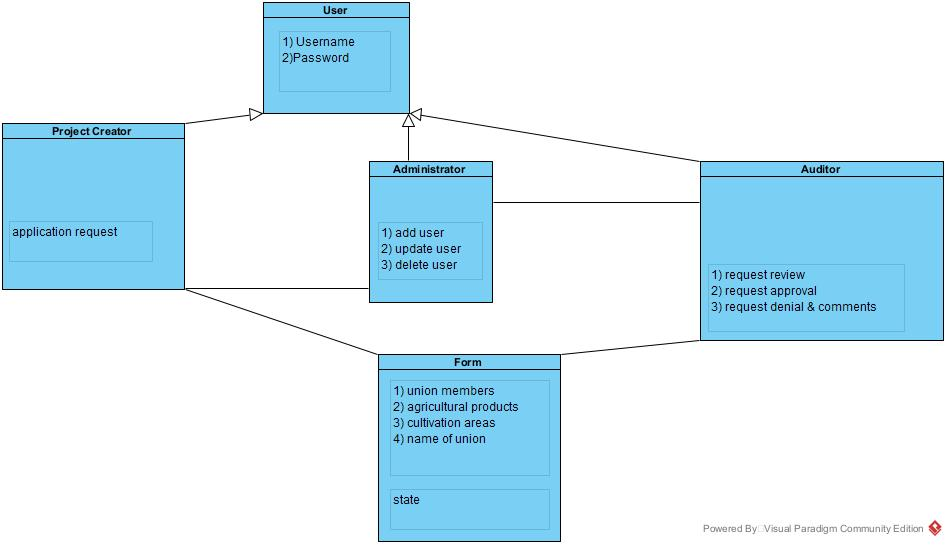 User
1) Username
2)Password
Project Creator
application request
Administrator
1) add user
2) update user
3) delete user
Auditor
1) request review
2) request approval
3) request denial & comments
Form
1) union members
2) agricultural products
3) cultivation areas
4) name of union
state
Powered By□Visual Paradigm Community Edition